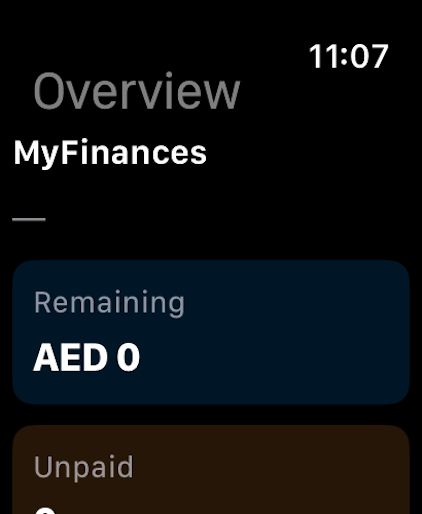 11:07
Overview
MyFinances
—
Remaining
AED 0
Unpaid